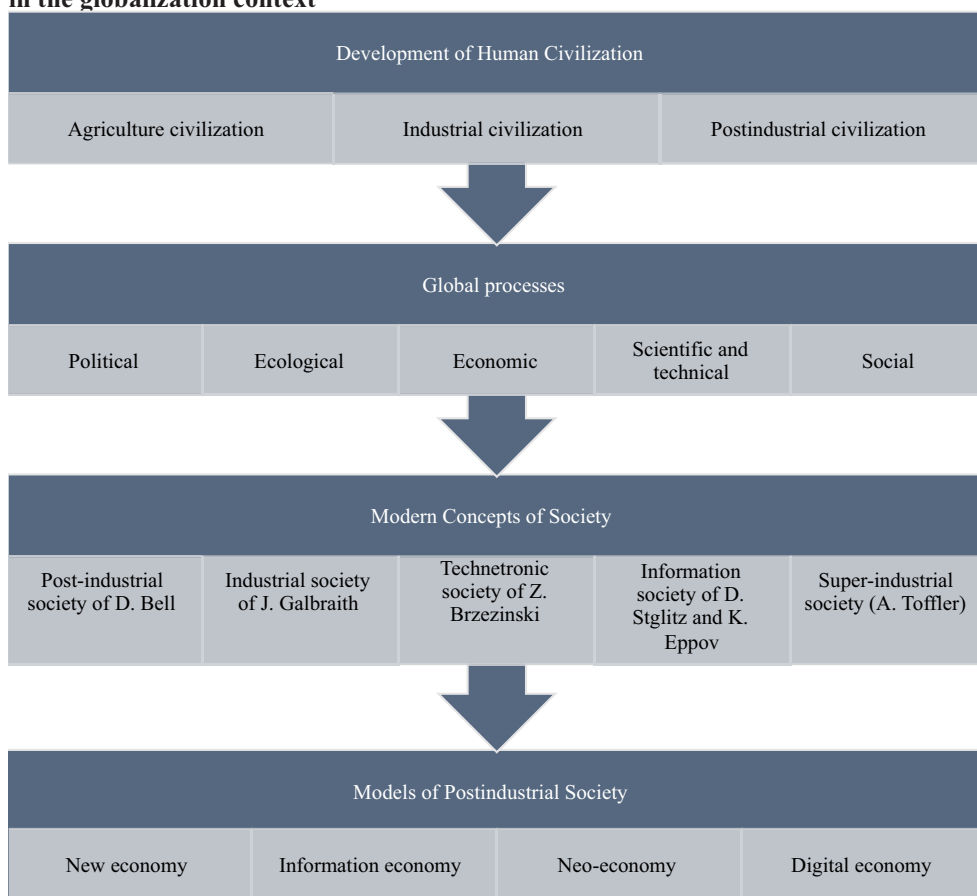 in the globalization context
Development of Human Civilization
Agriculture civilization
Industrial civilization
Postindustrial civilization
Global processes
Political
Ecological
Economic
Scientific and
technical
Social
Modern Concepts of Society
Post-industrial
society of D. Bell
Industrial society
of J. Galbraith
Technetronic
society of Z.
Brzezinski
Information
society of D.
Stglitz and K.
Eppov
Super-industrial
society (A. Toffler)
Models of Postindustrial Society
New economy
Information economy
Neo-economy
Digital economy